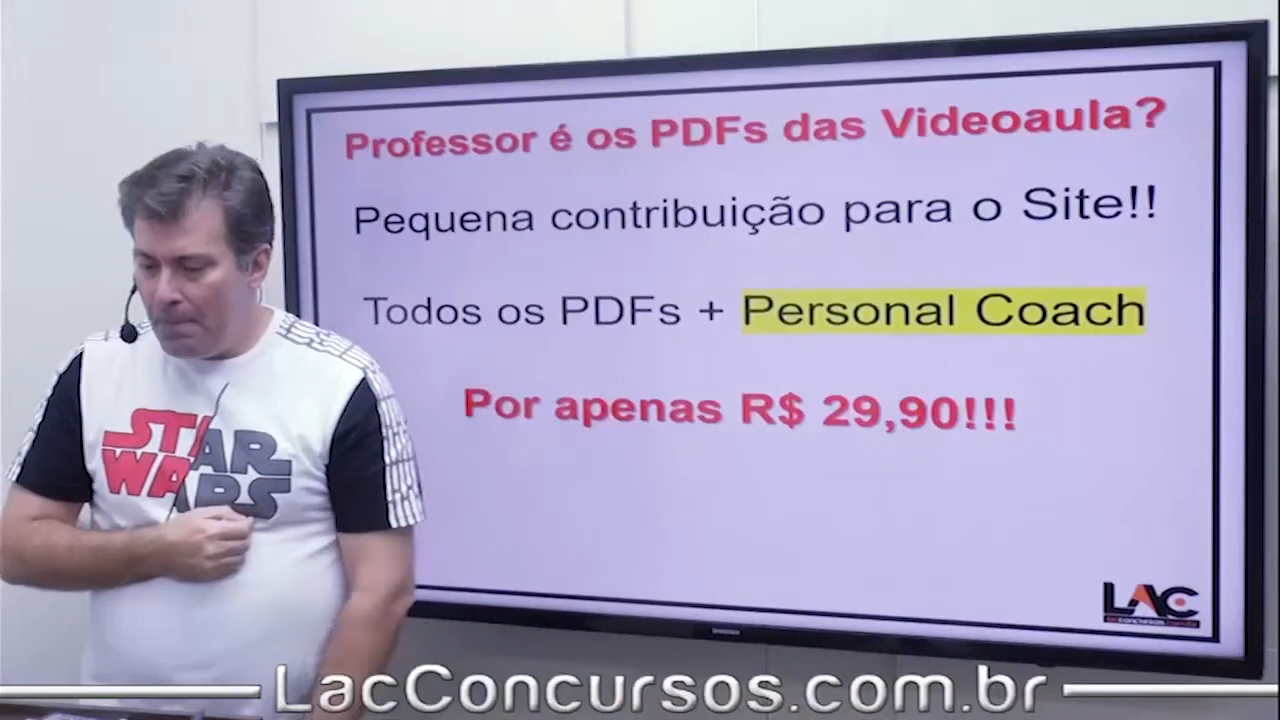 Professor é os PDFs das Videoaula?
Pequena contribuição para o Site!!
Todos os PDFs + Personal Coach
Por apenas R$ 29,90!!!
STAR
WARS
LAC
LacConcursos.com.br